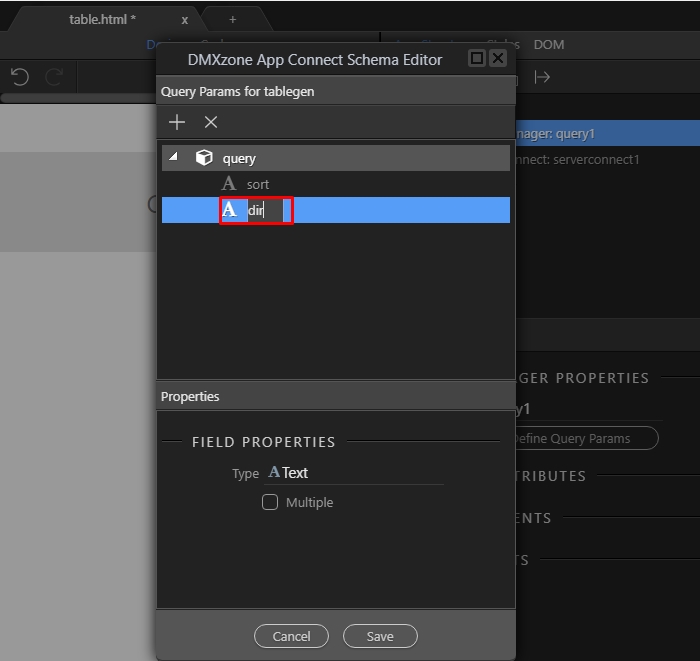 table.html * x +
DOM
DMXzone App Connect Schema Editor
Query Params for tablegen
query
A sort
A dir
nager: query1
nnect: serverconnect1
Properties
FIELD PROPERTIES
Type A Text
Multiple
GER PROPERTIES
y1
efine Query Params
TRIBUTES
ENTS
TS
Cancel Save